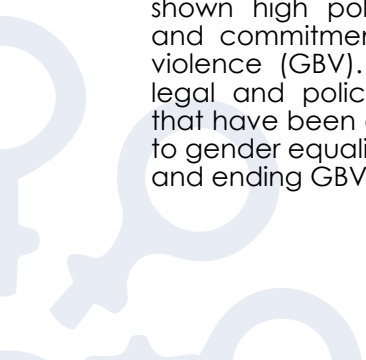 shown high pol
and commitmen
violence (GBV).
legal and polic
that have been
to gender equali
and ending GBV